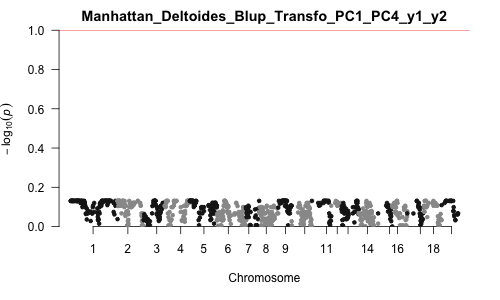 Manhattan_Deltoides_Blup_Transfo_PC1_PC4_y1_y2
1.0
0.8
0.6
0.4
0.2
0.0
− log10(p)
1 2 3 4 5 6 7 8 9 11 14 16 18
Chromosome